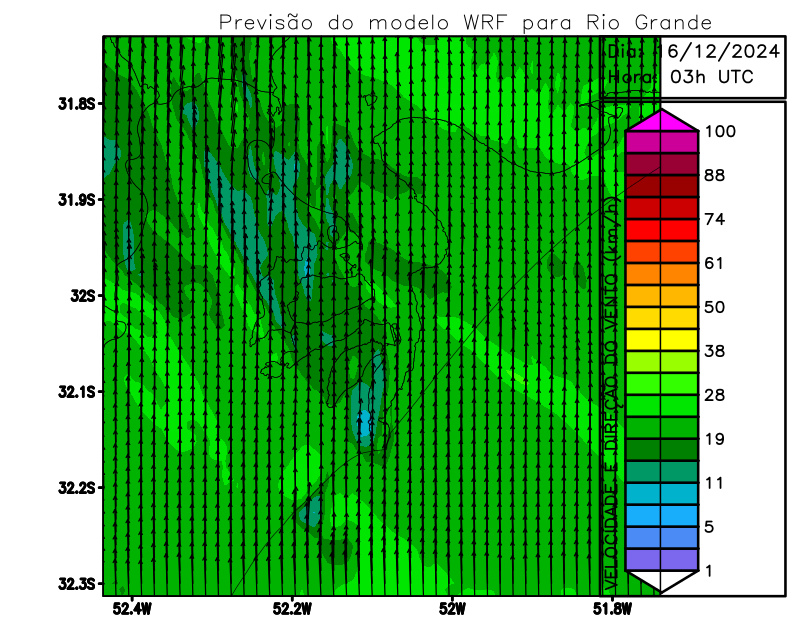 Previsão do modelo WRF para Rio Grande
Dia: 16/12/2024
Hora: 03h UTC
31.8S
31.9S
32S
32.1S
32.2S
32.3S
52.4W
52.2W
52W
51.8W
VELOCIDADE E DIREÇÃO DO VENTO (km/h)
100
88
74
61
50
38
28
19
11
5
1